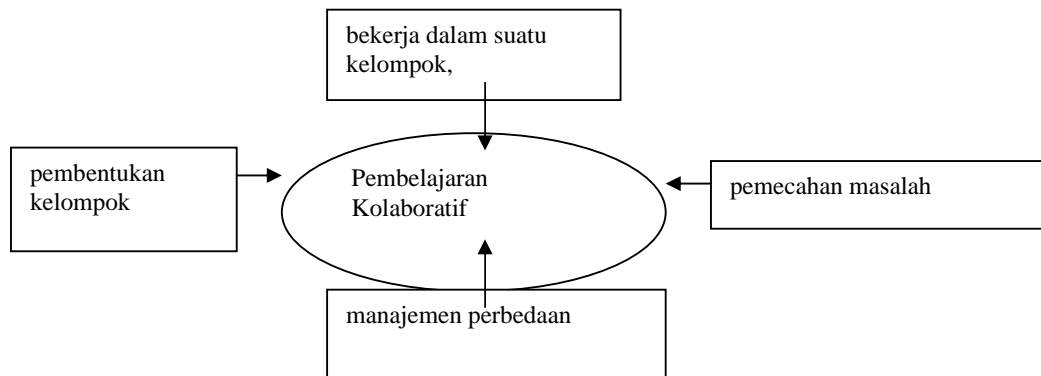 bekerja dalam suatu
kelompok,
pembentukan
kelompok
Pembelajaran
Kolaboratif
pemecahan masalah
manajemen perbedaan